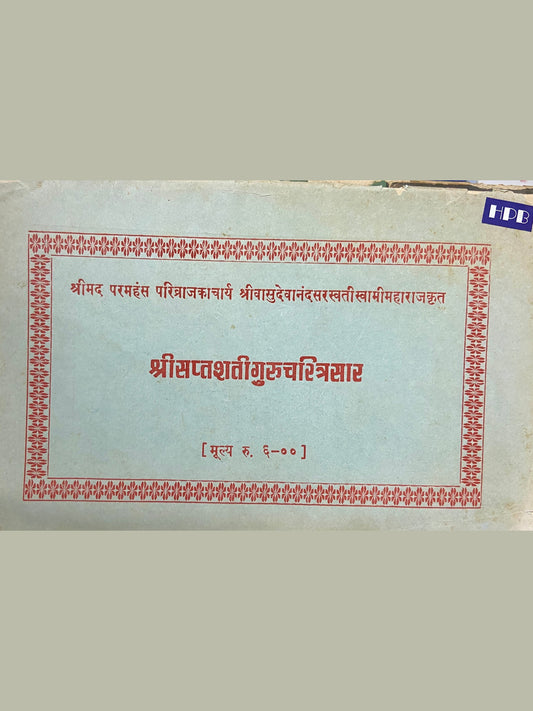 HPB
श्रीमद परमहंस परिव्राजकाचार्य श्रीवासुदेवानंदसरस्वतीस्वामीमहाराजकृत
श्रीसप्तशतीगुरुचरित्रसार
[ मूल्य रु. ६-०० ]